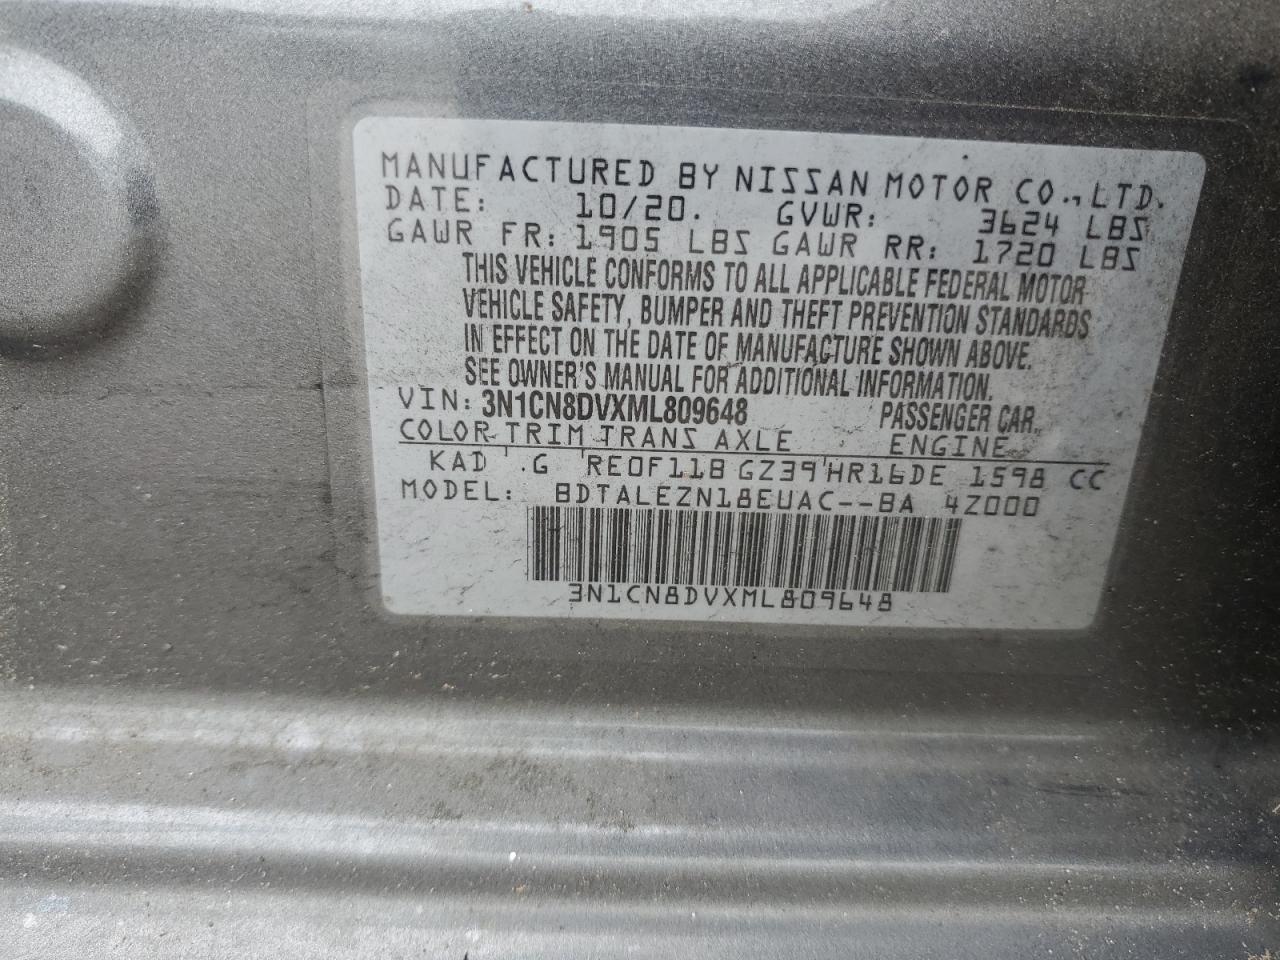 MANUFACTURED BY NISSAN MOTOR CO., LTD.
DATE: 10/20. GVWR: 3624 LBS
GAWR FR: 1905 LBS GAWR RR: 1720 LBS
THIS VEHICLE CONFORMS TO ALL APPLICABLE FEDERAL MOTOR
VEHICLE SAFETY, BUMPER AND THEFT PREVENTION STANDARDS
IN EFFECT ON THE DATE OF MANUFACTURE SHOWN ABOVE.
SEE OWNER'S MANUAL FOR ADDITIONAL INFORMATION.
VIN: 3N1CN8DVXML809648 PASSENGER CAR
COLOR TRIM TRANS AXLE ENGINE
KAD G RE0F11B GZ39 HR16DE 1598 CC
MODEL: BDTALEZN18EUAC--BA 4Z000
3N1CN8DVXML809648